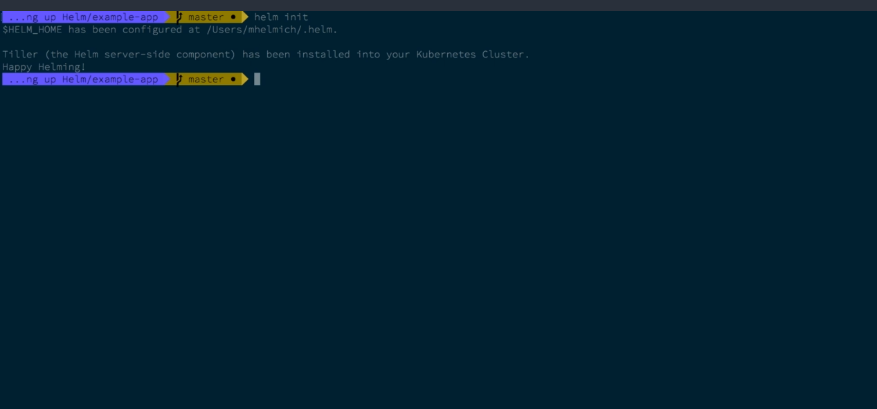 ...ng up Helm/example-app master ● helm init
$HELM_HOME has been configured at /Users/mhelmich/.helm.
Tiller (the Helm server-side component) has been installed into your Kubernetes Cluster.
Happy Helming!
...ng up Helm/example-app master ●